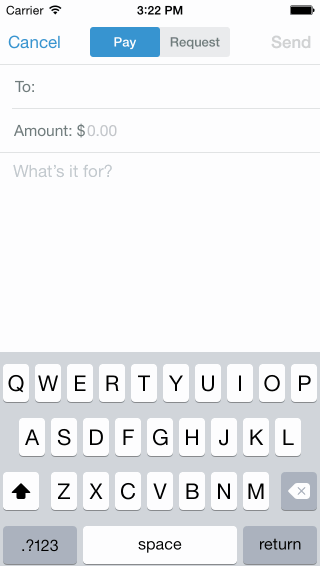 Carrier 3:22 PM
Cancel Pay Request Send
To:
Amount: $0.00
What's it for?
Q W E R T Y U I O P
A S D F G H J K L
Z X C V B N M
.?123 space return